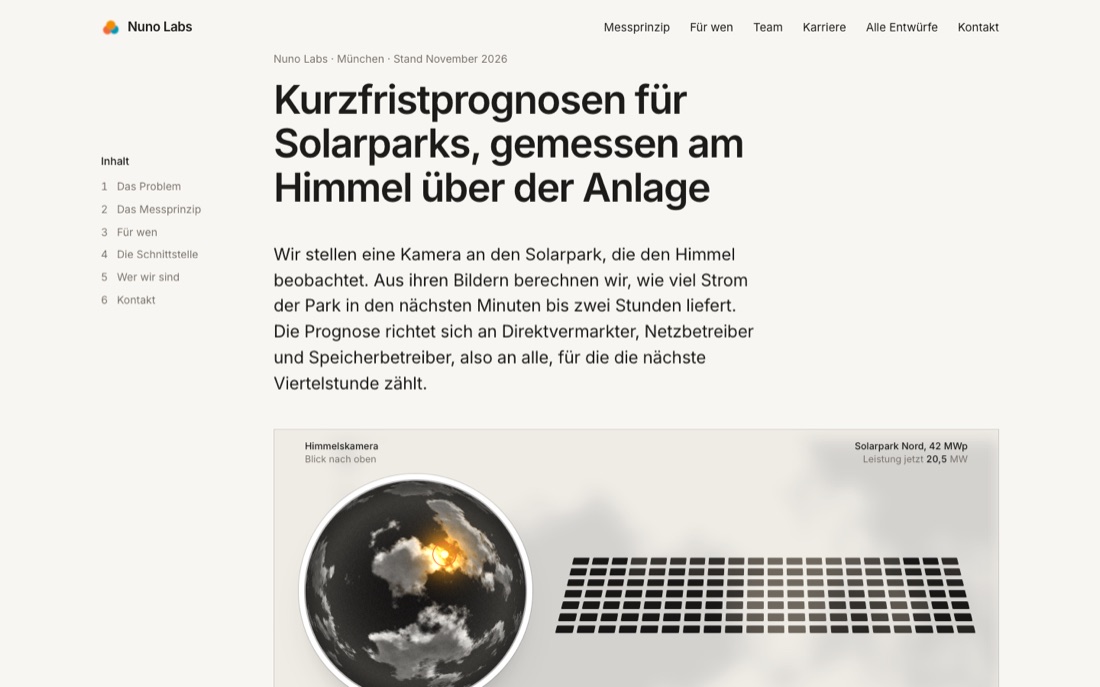 Nuno Labs
Messprinzip Für wen Team Karriere Alle Entwürfe Kontakt
Nuno Labs · München · Stand November 2026
Kurzfristprognosen für
Solarparks, gemessen am
Himmel über der Anlage
Inhalt
1 Das Problem
2 Das Messprinzip
3 Für wen
4 Die Schnittstelle
5 Wer wir sind
6 Kontakt
Wir stellen eine Kamera an den Solarpark, die den Himmel
beobachtet. Aus ihren Bildern berechnen wir, wie viel Strom
der Park in den nächsten Minuten bis zwei Stunden liefert.
Die Prognose richtet sich an Direktvermarkter, Netzbetreiber
und Speicherbetreiber, also an alle, für die die nächste
Viertelstunde zählt.
Himmelskamera
Blick nach oben
Solarpark Nord, 42 MWp
Leistung jetzt 20,5 MW